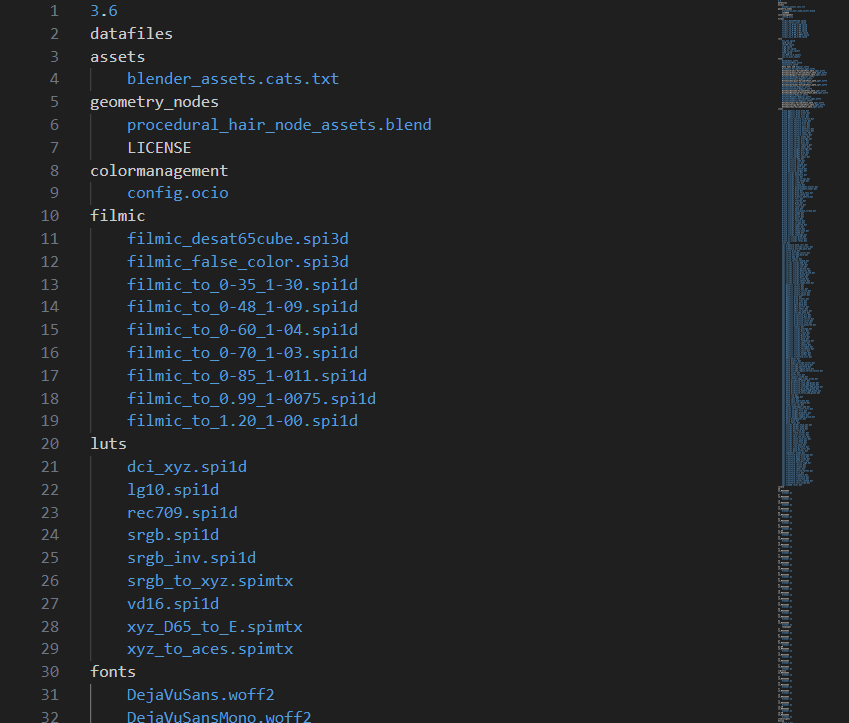 1 3.6
2 datafiles
3 assets
4 blender_assets.cats.txt
5 geometry_nodes
6 procedural_hair_node_assets.blend
7 LICENSE
8 colormanagement
9 config.ocio
10 filmic
11 filmic_desat65cube.spi3d
12 filmic_false_color.spi3d
13 filmic_to_0-35_1-30.spi1d
14 filmic_to_0-48_1-09.spi1d
15 filmic_to_0-60_1-04.spi1d
16 filmic_to_0-70_1-03.spi1d
17 filmic_to_0-85_1-011.spi1d
18 filmic_to_0.99_1-0075.spi1d
19 filmic_to_1.20_1-00.spi1d
20 luts
21 dci_xyz.spi1d
22 lg10.spi1d
23 rec709.spi1d
24 srgb.spi1d
25 srgb_inv.spi1d
26 srgb_to_xyz.spimtx
27 vd16.spi1d
28 xyz_D65_to_E.spimtx
29 xyz_to_aces.spimtx
30 fonts
31 DejaVuSans.woff2
32 DejaVuSansMono.woff2